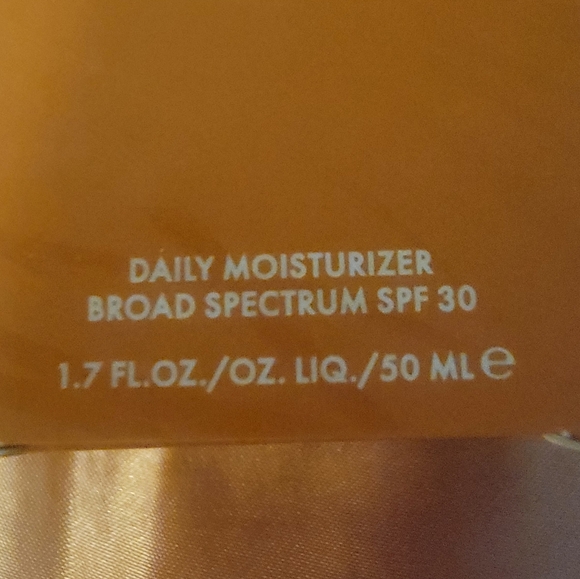 DAILY MOISTURIZER
BROAD SPECTRUM SPF 30
1.7 FL.OZ./OZ. LIQ./50 ML ℮